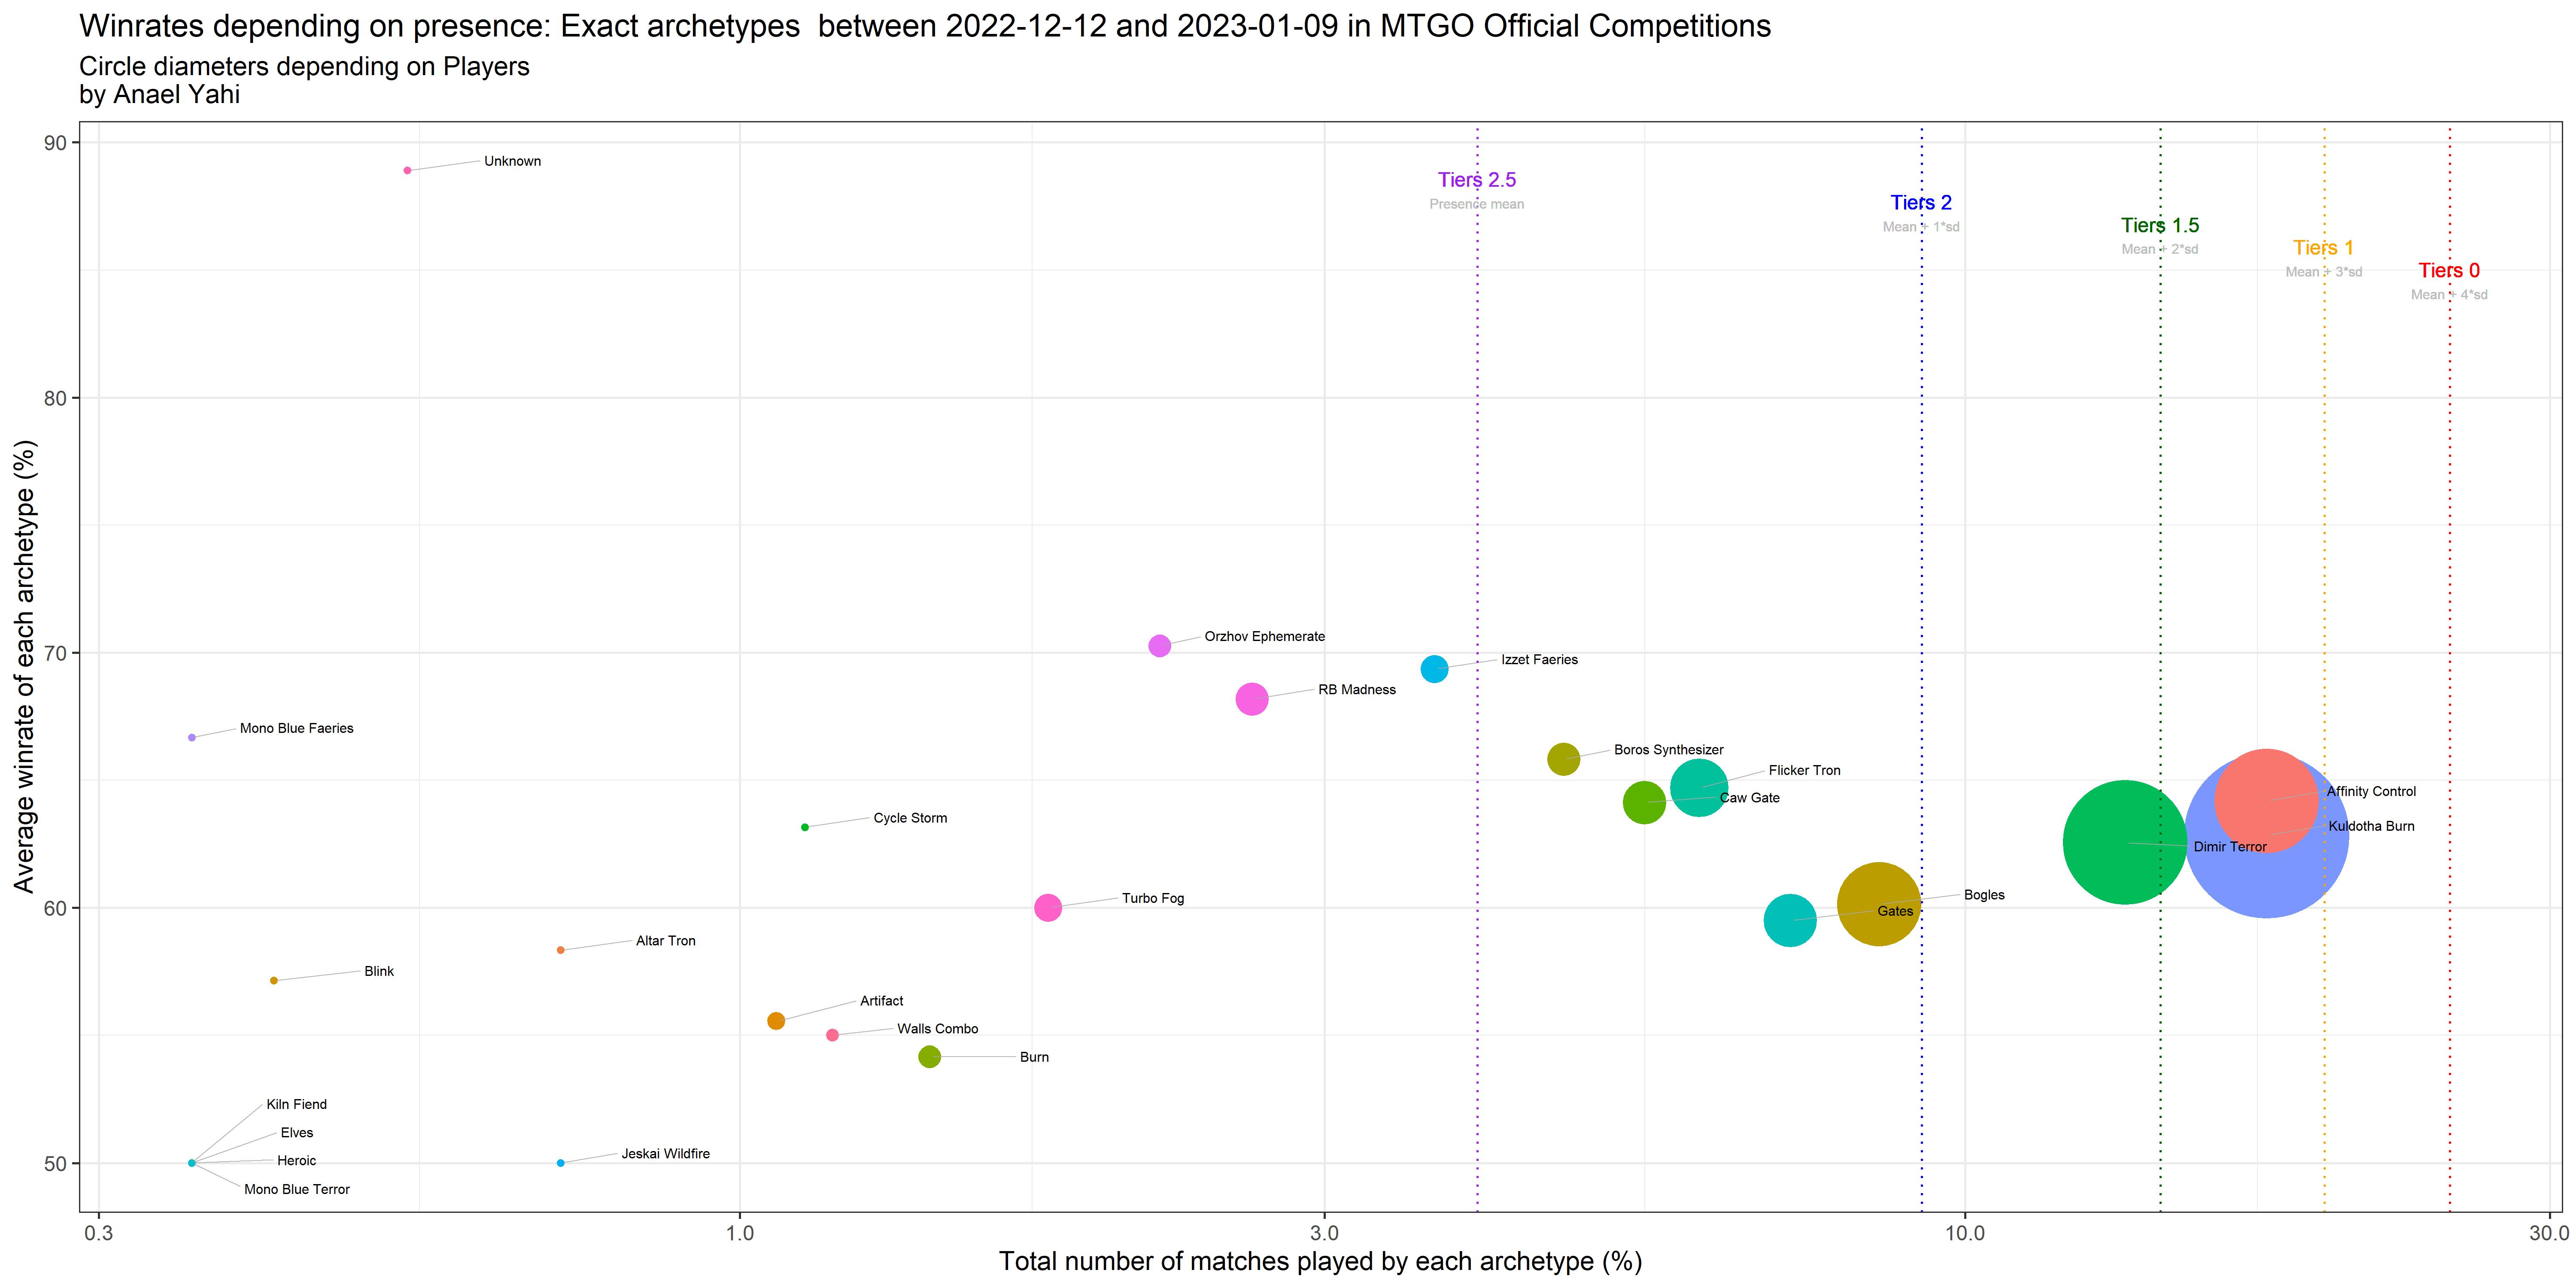 Winrates depending on presence: Exact archetypes  between 2022-12-12 and 2023-01-09 in MTGO Official Competitions
Circle diameters depending on Players
by Anael Yahi
Average winrate of each archetype (%)
90
80
70
60
50
Unknown
Tiers 2.5
Presence mean
Tiers 2
Mean + 1*sd
Tiers 1.5
Mean + 2*sd
Tiers 1
Mean + 3*sd
Tiers 0
Mean + 4*sd
Orzhov Ephemerate
Izzet Faeries
RB Madness
Mono Blue Faeries
Boros Synthesizer
Flicker Tron
Caw Gate
Affinity Control
Cycle Storm
Kuldotha Burn
Dimir Terror
Turbo Fog
Bogles
Gates
Altar Tron
Blink
Artifact
Walls Combo
Burn
Kiln Fiend
Elves
Heroic
Mono Blue Terror
Jeskai Wildfire
0.3
1.0
3.0
10.0
30.0
Total number of matches played by each archetype (%)